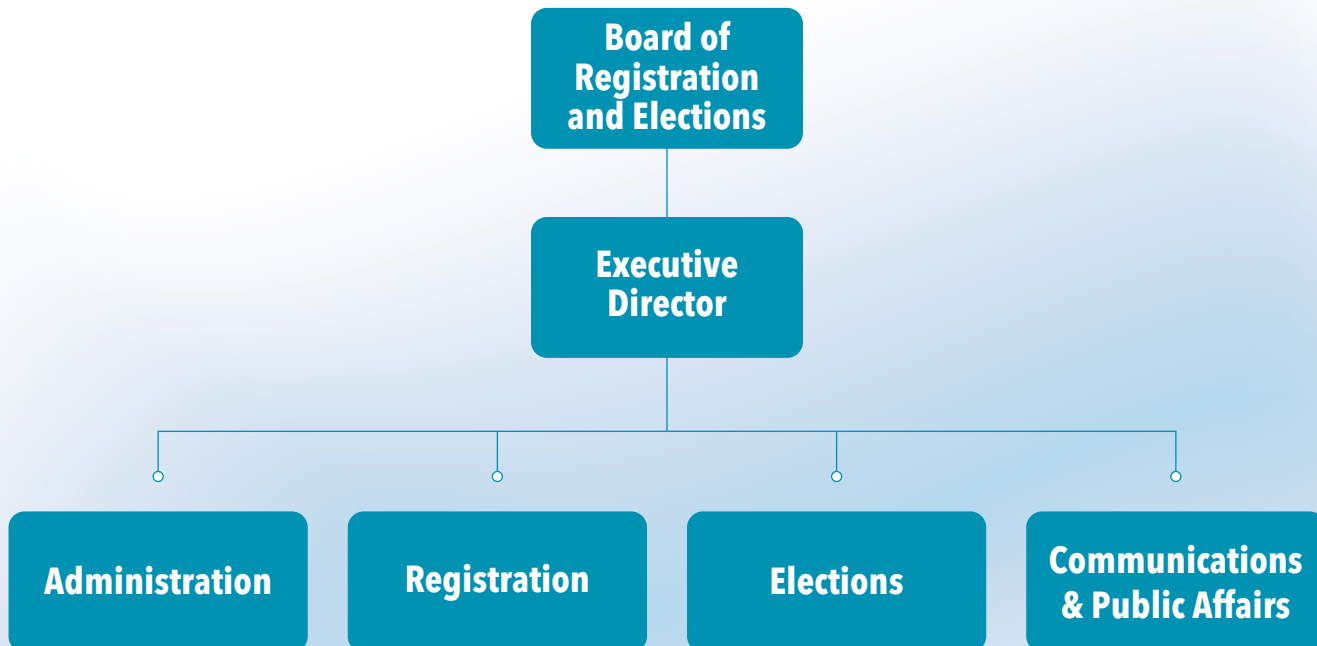 Board of
Registration
and Elections
Executive
Director
Administration
Registration
Elections
Communications
& Public Affairs